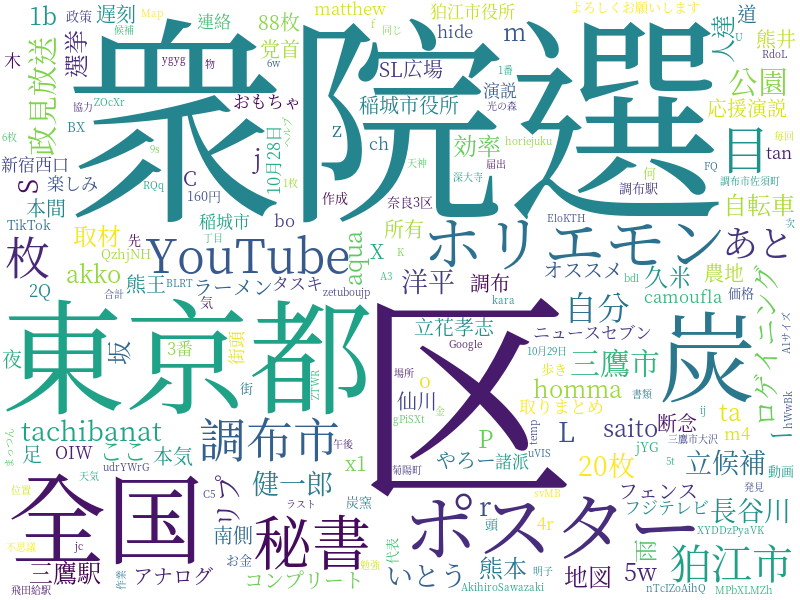 衆院選
東京都
区
全国
ポスター
炭
ホリエモン
YouTube
秘書
調布市
狛江市
枚
目
あと
政見放送
立候補
三鷹市
自分
健一郎
公園
リプ
ここ
tachibanat
homma
akko
aqua
saito
三鷹駅
長谷川
いとう
ロゲイニング
洋平
選挙
熊本
地図
アナログ
コンプリート
20枚
5w
雨
坂
南側
本気
足
OIW
ラーメン
熊王
タスキ
2Q
取材
本間
楽しみ
新宿西口
BX
木
1b
政策
遅刻
連絡
88枚
党首
matthew
hide
狛江市役所
よろしくお願いします
SL広場
稲城市役所
演説
おもちゃ
10月28日
ヘルプ
効率
ch
z
m
人達
道
熊井
RdoL
応援演説
tan
自転車
調布市佐須町
調布駅
horiejuku
深大寺
届出
奈良3区
EloKTH
FQ
何
光の森
1番
同じ
毎回
U
f
Map
候補
ygyg
物
6w
協力
ZOcXr
6枚
9s
RQq
C
j
S
160円
作成
天神
1枚
稲城市
bo
丁目
先
TikTok
QzhjNH
BLRT
合計
気
zetuboujp
3番
街頭
夜
街
ZTWR
所有
X
K
A3
調布
オススメ
久米
農地
camoufla
bdl
価格
次
A1サイズ
立花孝志
ニュースセブン
kara
Google
10月29日
場所
仙川
o
歩き
書類
ij
hWwBk
gPiSXt
金
取りまとめ
ta
m4
P
L
断念
三鷹市大沢
temp
uVIS
菊陽町
やろー
諸派
jYG
5t
動画
発見
x1
まっつん
udrYWrG
天気
位置
C5
ラスト
炭窯
午後
r
頭
4r
svMB
フェンス
フジテレビ
XYDDzPyaVK
不思議
jc
お金
作業
勉強
代表
明子
飛田給駅
AkihiroSawazaki
nTcIZoAihQ
MPbXLMZh